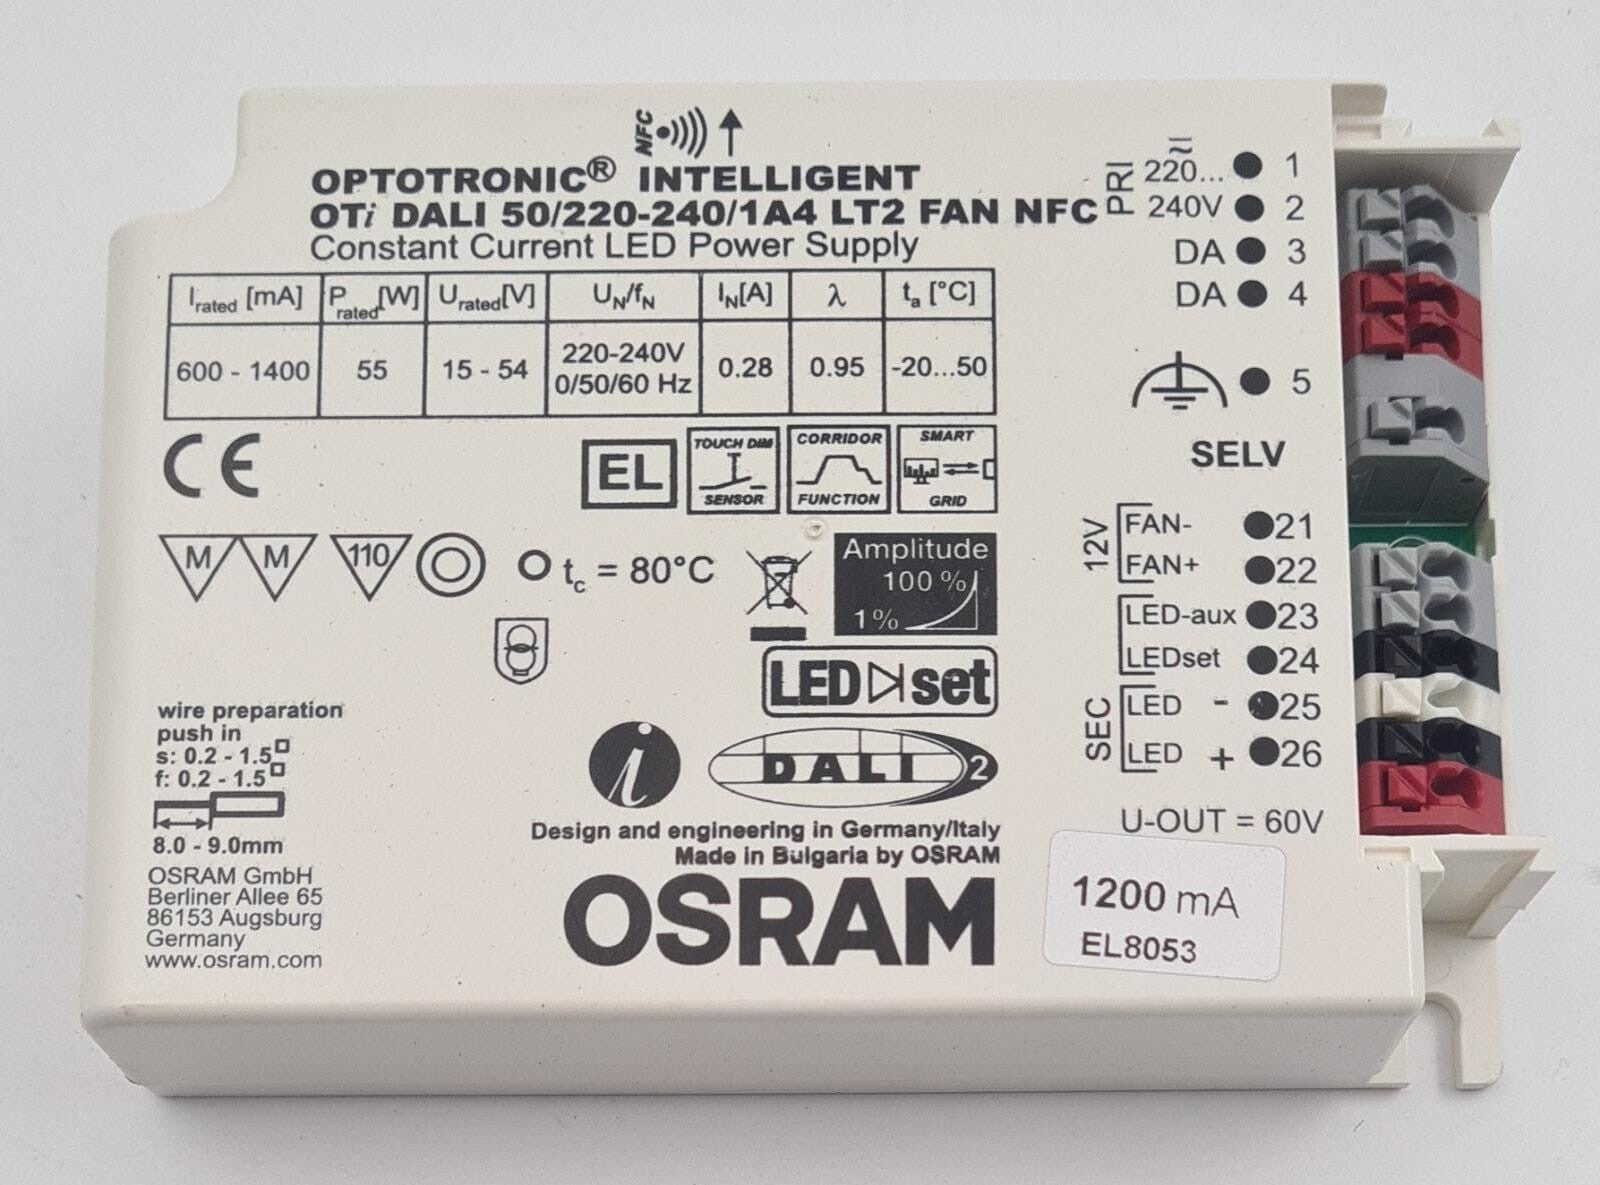 NFC
OPTOTRONIC® INTELLIGENT
OTi DALI 50/220-240/1A4 LT2 FAN NFC
Constant Current LED Power Supply
Irated [mA] Prated[W] Urated[V] UN/fN IN[A] λ ta [°C]
600 - 1400 55 15 - 54 220-240V 0/50/60 Hz 0.28 0.95 -20...50
CE
EL
TOUCH DIM
SENSOR
CORRIDOR
FUNCTION
SMART
GRID
M M 110
tc = 80°C
Amplitude
100 %
1%
LED set
i
DALI 2
wire preparation
push in
s: 0.2 - 1.5
f: 0.2 - 1.5
8.0 - 9.0mm
OSRAM GmbH
Berliner Allee 65
86153 Augsburg
Germany
www.osram.com
Design and engineering in Germany/Italy
Made in Bulgaria by OSRAM
OSRAM
PRI
220... 1
240V 2
DA 3
DA 4
5
SELV
12V
FAN- 21
FAN+ 22
LED-aux 23
LEDset 24
SEC
LED - 25
LED + 26
U-OUT = 60V
1200 mA
EL8053